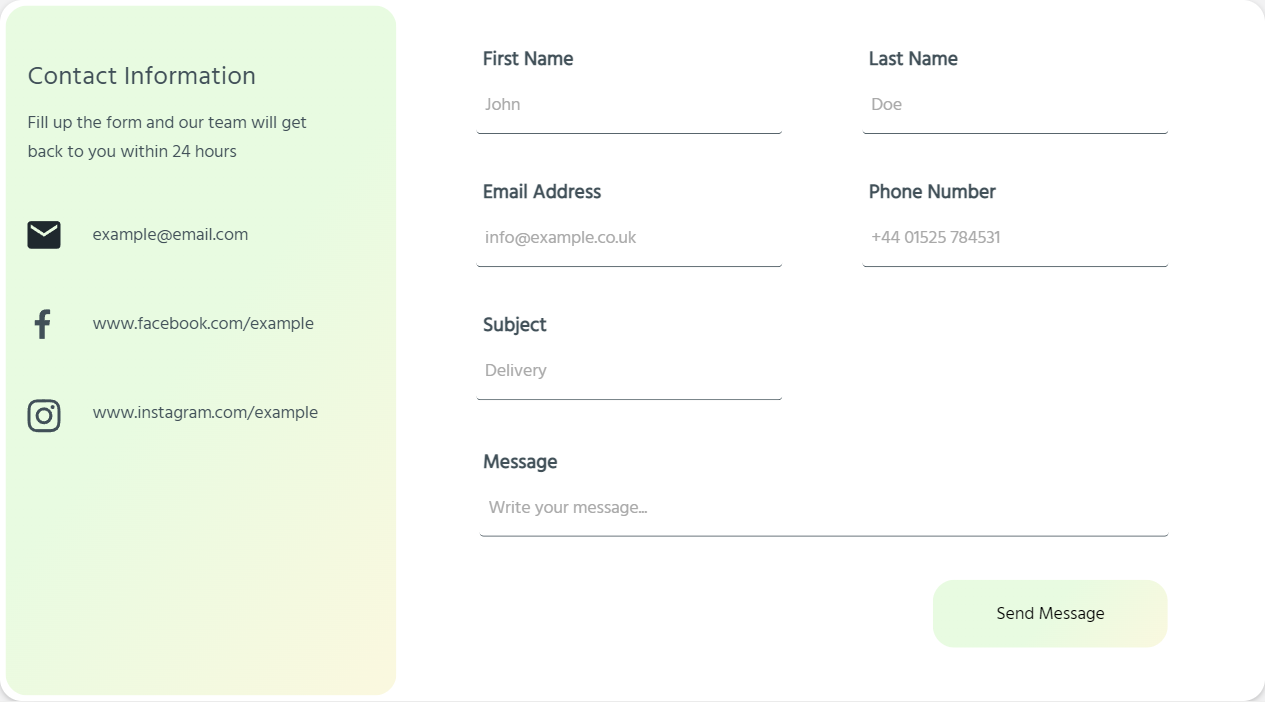 Contact Information
Fill up the form and our team will get
back to you within 24 hours
example@email.com
www.facebook.com/example
www.instagram.com/example
First Name
John
Last Name
Doe
Email Address
info@example.co.uk
Phone Number
+44 01525 784531
Subject
Delivery
Message
Write your message...
Send Message